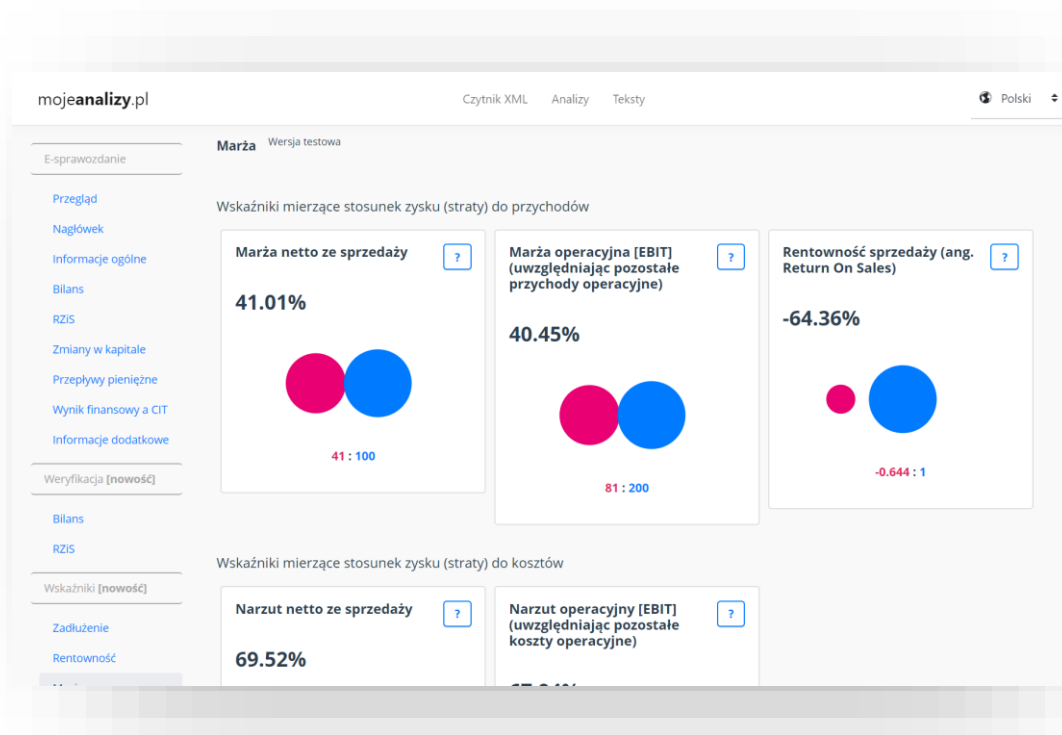 mojeanalizy.pl
Czytnik XML Analizy Teksty
Polski
E-sprawozdanie
Przegląd
Nagłówek
Informacje ogólne
Bilans
RZiS
Zmiany w kapitale
Przepływy pieniężne
Wynik finansowy a CIT
Informacje dodatkowe
Weryfikacja [nowość]
Bilans
RZiS
Wskaźniki [nowość]
Zadłużenie
Rentowność
Marża Wersja testowa
Wskaźniki mierzące stosunek zysku (straty) do przychodów
Marża netto ze sprzedaży
?
41.01%
41 : 100
Marża operacyjna [EBIT]
(uwzględniając pozostałe
przychody operacyjne)
?
40.45%
81 : 200
Rentowność sprzedaży (ang.
Return On Sales)
?
-64.36%
-0.644 : 1
Wskaźniki mierzące stosunek zysku (straty) do kosztów
Narzut netto ze sprzedaży
?
69.52%
Narzut operacyjny [EBIT]
(uwzględniając pozostałe
koszty operacyjne)
?